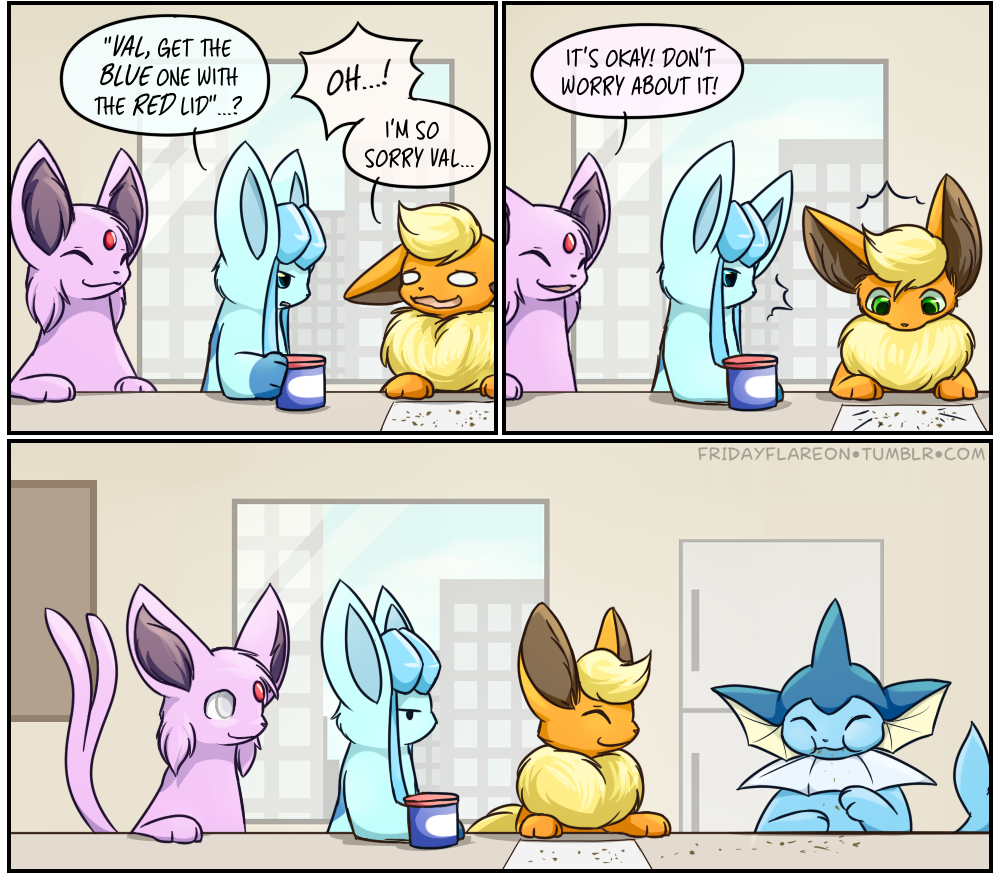 "VAL, GET THE
BLUE ONE WITH
THE RED LID"...?
OH...!
I'M SO
SORRY VAL...
IT'S OKAY! DON'T
WORRY ABOUT IT!
FRIDAYFLAREON•TUMBLR•COM